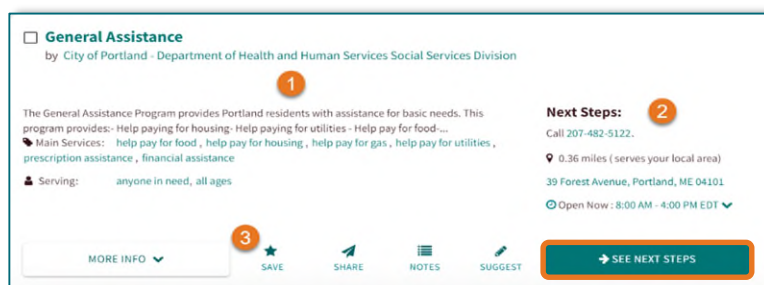 General Assistance
by City of Portland - Department of Health and Human Services Social Services Division
1
The General Assistance Program provides Portland residents with assistance for basic needs. This
program provides:- Help paying for housing- Help paying for utilities - Help pay for food-...
Main Services: help pay for food , help pay for housing , help pay for gas , help pay for utilities ,
prescription assistance , financial assistance
Serving: anyone in need, all ages
Next Steps: 2
Call 207-482-5122.
0.36 miles ( serves your local area)
39 Forest Avenue, Portland, ME 04101
Open Now : 8:00 AM - 4:00 PM EDT
MORE INFO
3
SAVE
SHARE
NOTES
SUGGEST
SEE NEXT STEPS